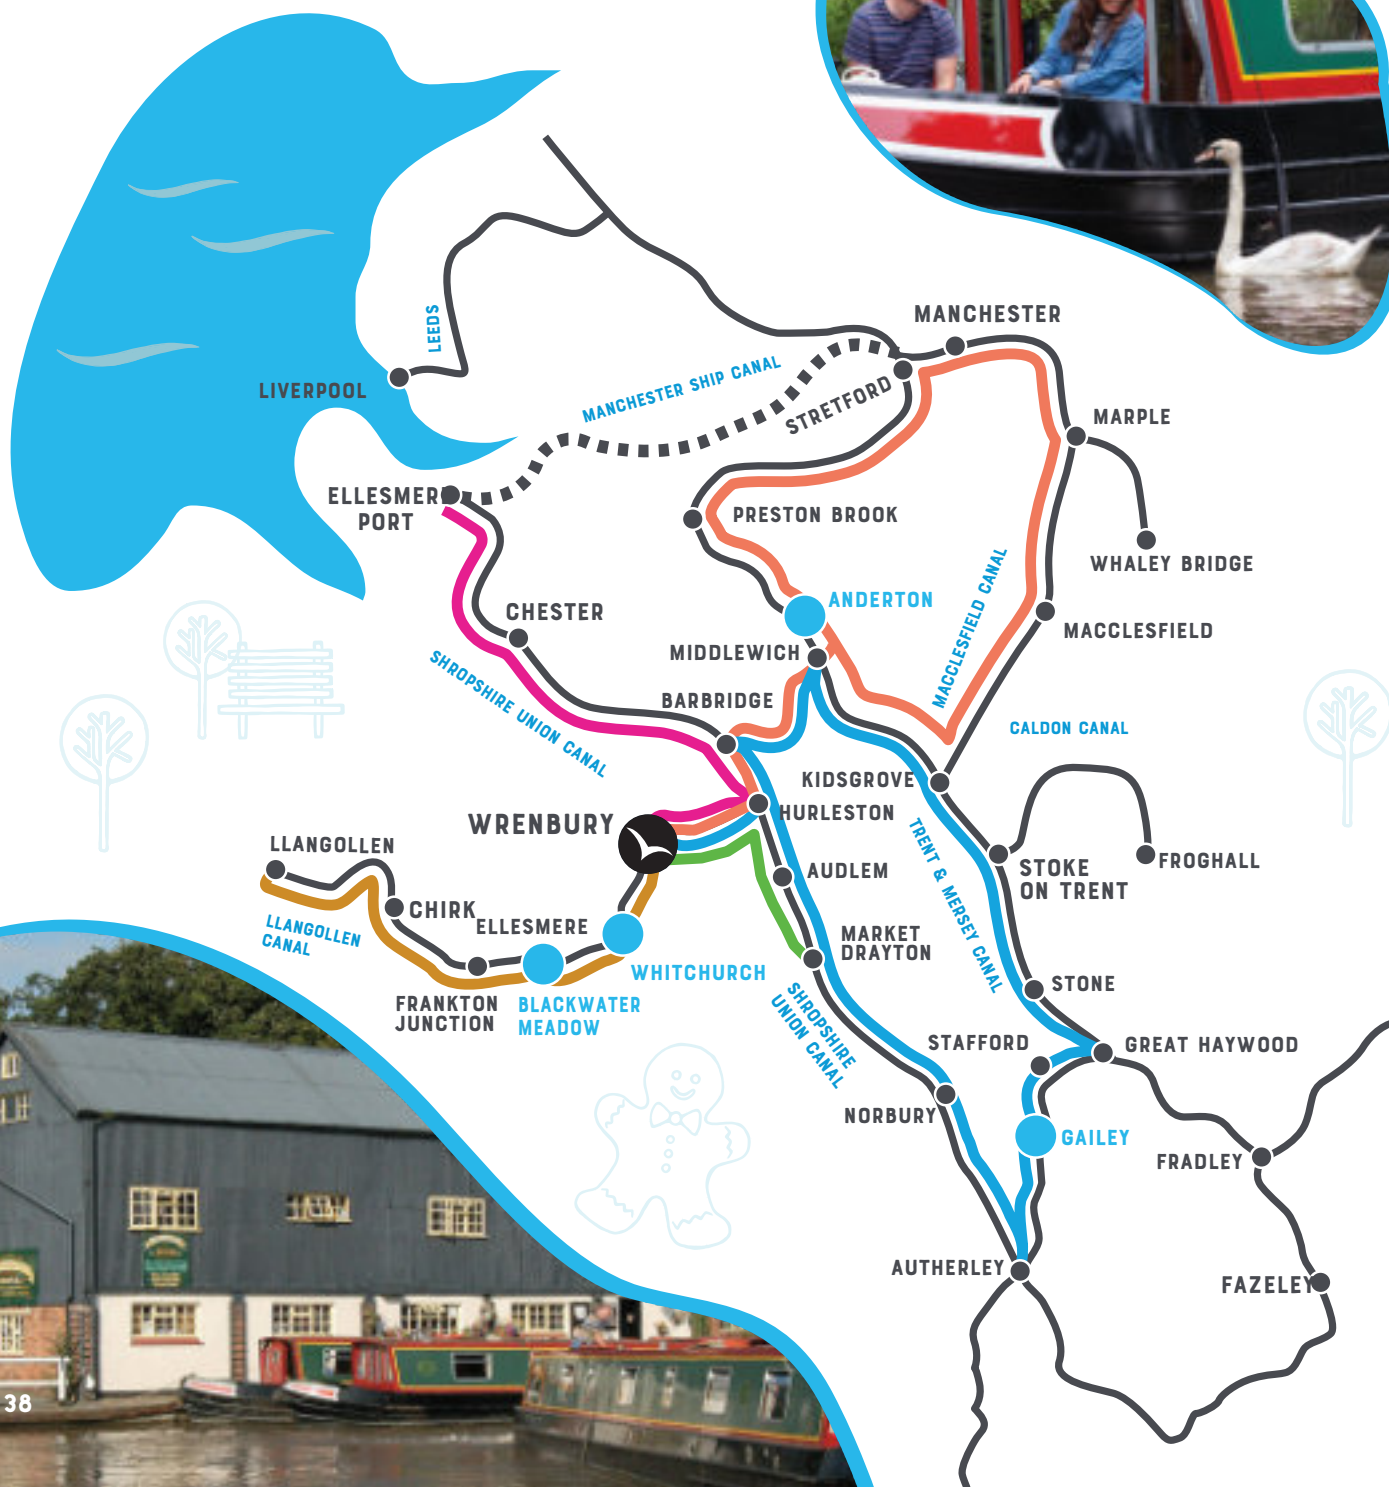 MANCHESTER
LEEDS
LIVERPOOL
MANCHESTER SHIP CANAL
STRETFORD
MARPLE
ELLESMERE
PORT
PRESTON BROOK
WHALEY BRIDGE
ANDERTON
CHESTER
MACCLESFIELD CANAL
MACCLESFIELD
MIDDLEWICH
SHROPSHIRE UNION CANAL
BARBRIDGE
CALDON CANAL
KIDSGROVE
HURLESTON
WRENBURY
TRENT & MERSEY CANAL
LLANGOLLEN
AUDLEM
STOKE
ON TRENT
FROGHALL
CHIRK
ELLESMERE
LLANGOLLEN
CANAL
MARKET
DRAYTON
WHITCHURCH
STONE
FRANKTON
JUNCTION
BLACKWATER
MEADOW
SHROPSHIRE
UNION CANAL
STAFFORD
GREAT HAYWOOD
NORBURY
GAILEY
FRADLEY
AUTHERLEY
FAZELEY
38